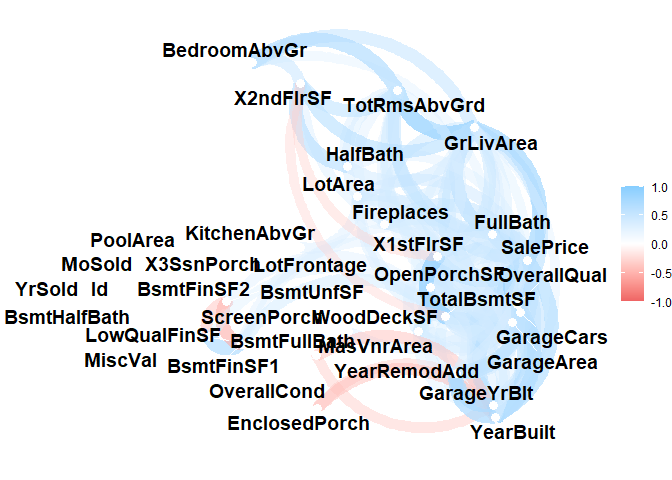 BedroomAbvGr
X2ndFlrSF
TotRmsAbvGrd
GrLivArea
HalfBath
LotArea
Fireplaces
FullBath
KitchenAbvGr
PoolArea
X1stFlrSF
SalePrice
MoSold
X3SsnPorch
LotFrontage
OpenPorchSF
OverallQual
YrSold
Id
BsmtFinSF2
BsmtUnfSF
TotalBsmtSF
BsmtHalfBath
ScreenPorch
WoodDeckSF
LowQualFinSF
BsmtFullBath
MasVnrArea
GarageCars
MiscVal
BsmtFinSF1
YearRemodAdd
GarageArea
OverallCond
GarageYrBlt
EnclosedPorch
YearBuilt
1.0
0.5
0.0
-0.5
-1.0